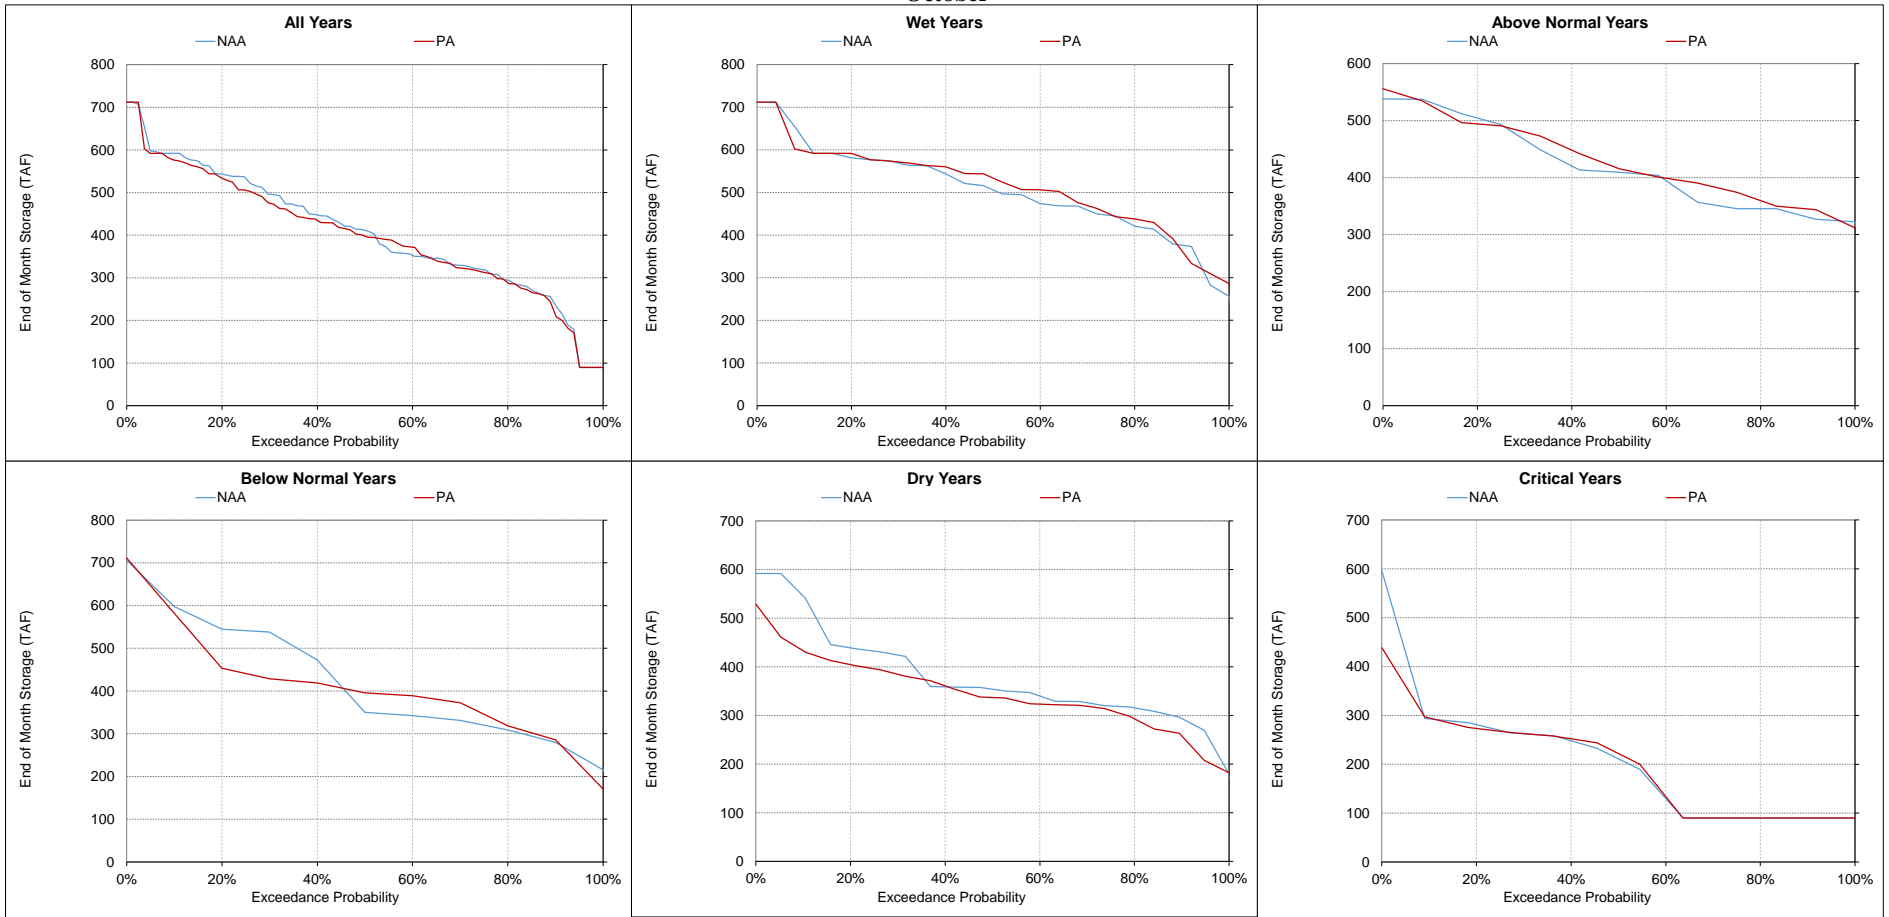 October
All Years
NAA PA
End of Month Storage (TAF)
800
700
600
500
400
300
200
100
0
0% 20% 40% 60% 80% 100%
Exceedance Probability
Wet Years
NAA PA
End of Month Storage (TAF)
800
700
600
500
400
300
200
100
0
0% 20% 40% 60% 80% 100%
Exceedance Probability
Above Normal Years
NAA PA
End of Month Storage (TAF)
600
500
400
300
200
100
0
0% 20% 40% 60% 80% 100%
Exceedance Probability
Below Normal Years
NAA PA
End of Month Storage (TAF)
800
700
600
500
400
300
200
100
0
0% 20% 40% 60% 80% 100%
Exceedance Probability
Dry Years
NAA PA
End of Month Storage (TAF)
700
600
500
400
300
200
100
0
0% 20% 40% 60% 80% 100%
Exceedance Probability
Critical Years
NAA PA
End of Month Storage (TAF)
700
600
500
400
300
200
100
0
0% 20% 40% 60% 80% 100%
Exceedance Probability